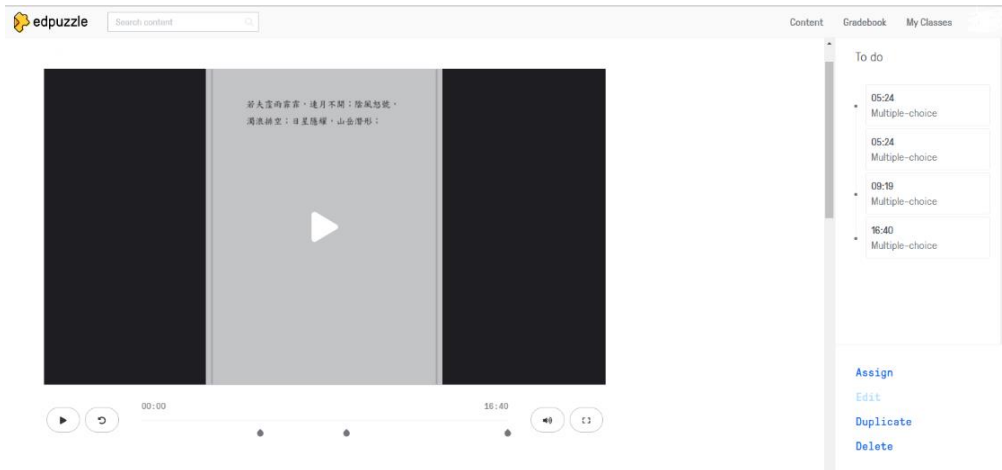 edpuzzle
Search content
Content
Gradebook
My Classes
若夫霪雨霏霏，連月不開；陰風怒號，
濁浪排空；日星隱耀，山岳潛形；
00:00
16:40
To do
05:24
Multiple-choice
05:24
Multiple-choice
09:19
Multiple-choice
16:40
Multiple-choice
Assign
Edit
Duplicate
Delete